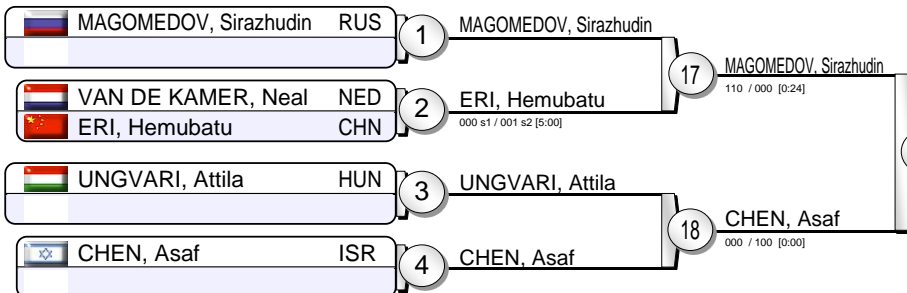 MAGOMEDOV, Sirazhudin RUS
1
MAGOMEDOV, Sirazhudin
17
MAGOMEDOV, Sirazhudin
110 / 000 [0:24]
VAN DE KAMER, Neal NED
ERI, Hemubatu CHN
2
ERI, Hemubatu
000 s1 / 001 s2 [5:00]
UNGVARI, Attila HUN
3
UNGVARI, Attila
18
CHEN, Asaf
000 / 100 [0:00]
CHEN, Asaf ISR
4
CHEN, Asaf